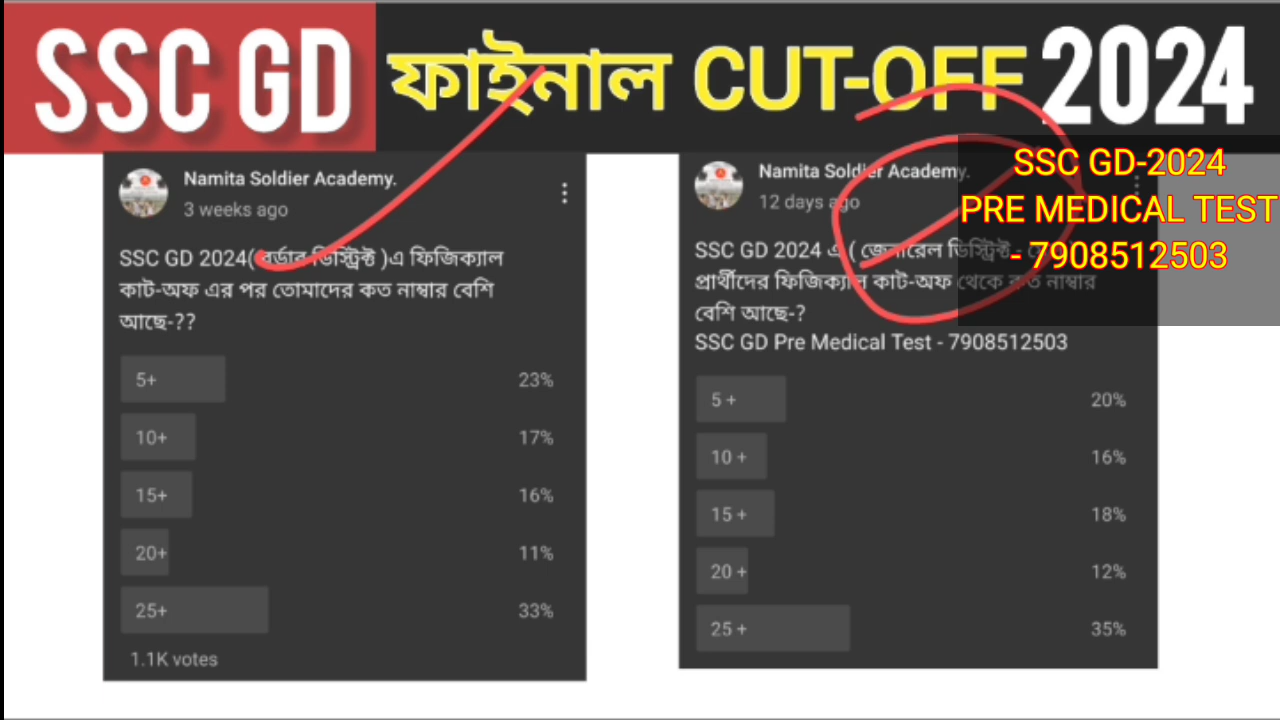 SSC GD ফাইনাল CUT-OFF 2024
SSC GD-2024
PRE MEDICAL TEST
- 7908512503
Namita Soldier Academy.
3 weeks ago
SSC GD 2024( বর্ডার ডিস্ট্রিক্ট )এ ফিজিক্যাল
কাট-অফ এর পর তোমাদের কত নাম্বার বেশি
আছে-??
5+ 23%
10+ 17%
15+ 16%
20+ 11%
25+ 33%
1.1K votes
Namita Soldier Academy.
12 days ago
SSC GD 2024 এ ( জেনারেল ডিস্ট্রিক্ট -
প্রার্থীদের ফিজিক্যাল কাট-অফ থেকে কত নাম্বার
বেশি আছে-?
SSC GD Pre Medical Test - 7908512503
5 + 20%
10 + 16%
15 + 18%
20 + 12%
25 + 35%